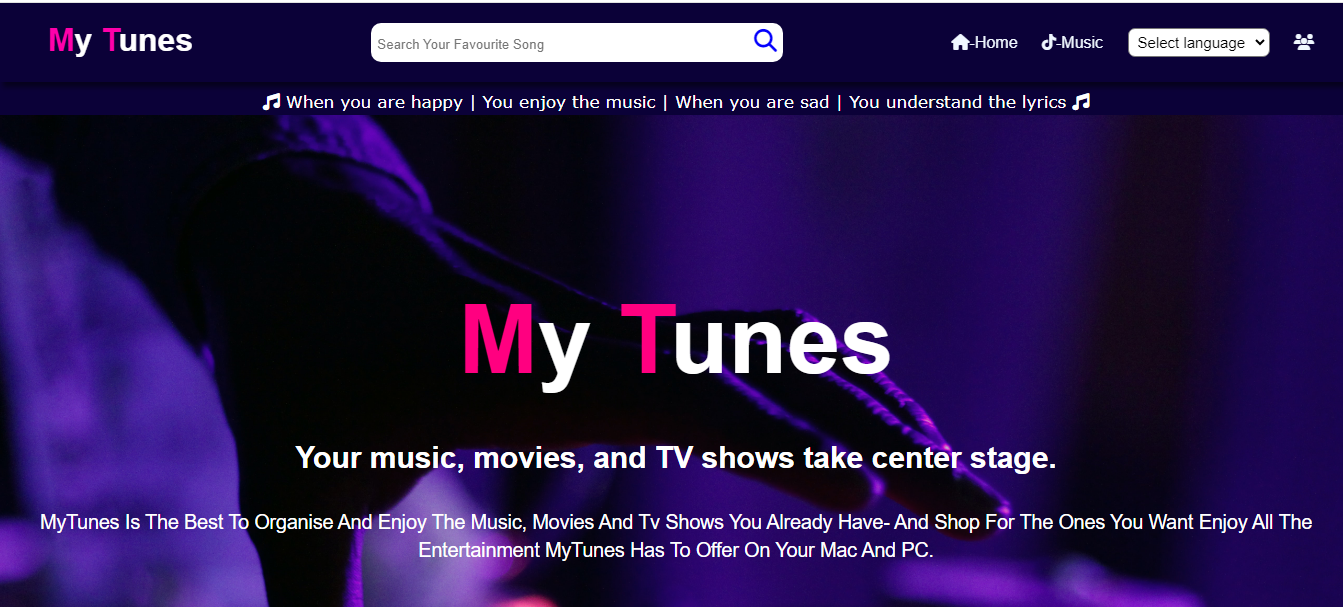 My Tunes
Search Your Favourite Song
-Home
-Music
Select language
When you are happy | You enjoy the music | When you are sad | You understand the lyrics
My Tunes
Your music, movies, and TV shows take center stage.
MyTunes Is The Best To Organise And Enjoy The Music, Movies And Tv Shows You Already Have- And Shop For The Ones You Want Enjoy All The
Entertainment MyTunes Has To Offer On Your Mac And PC.